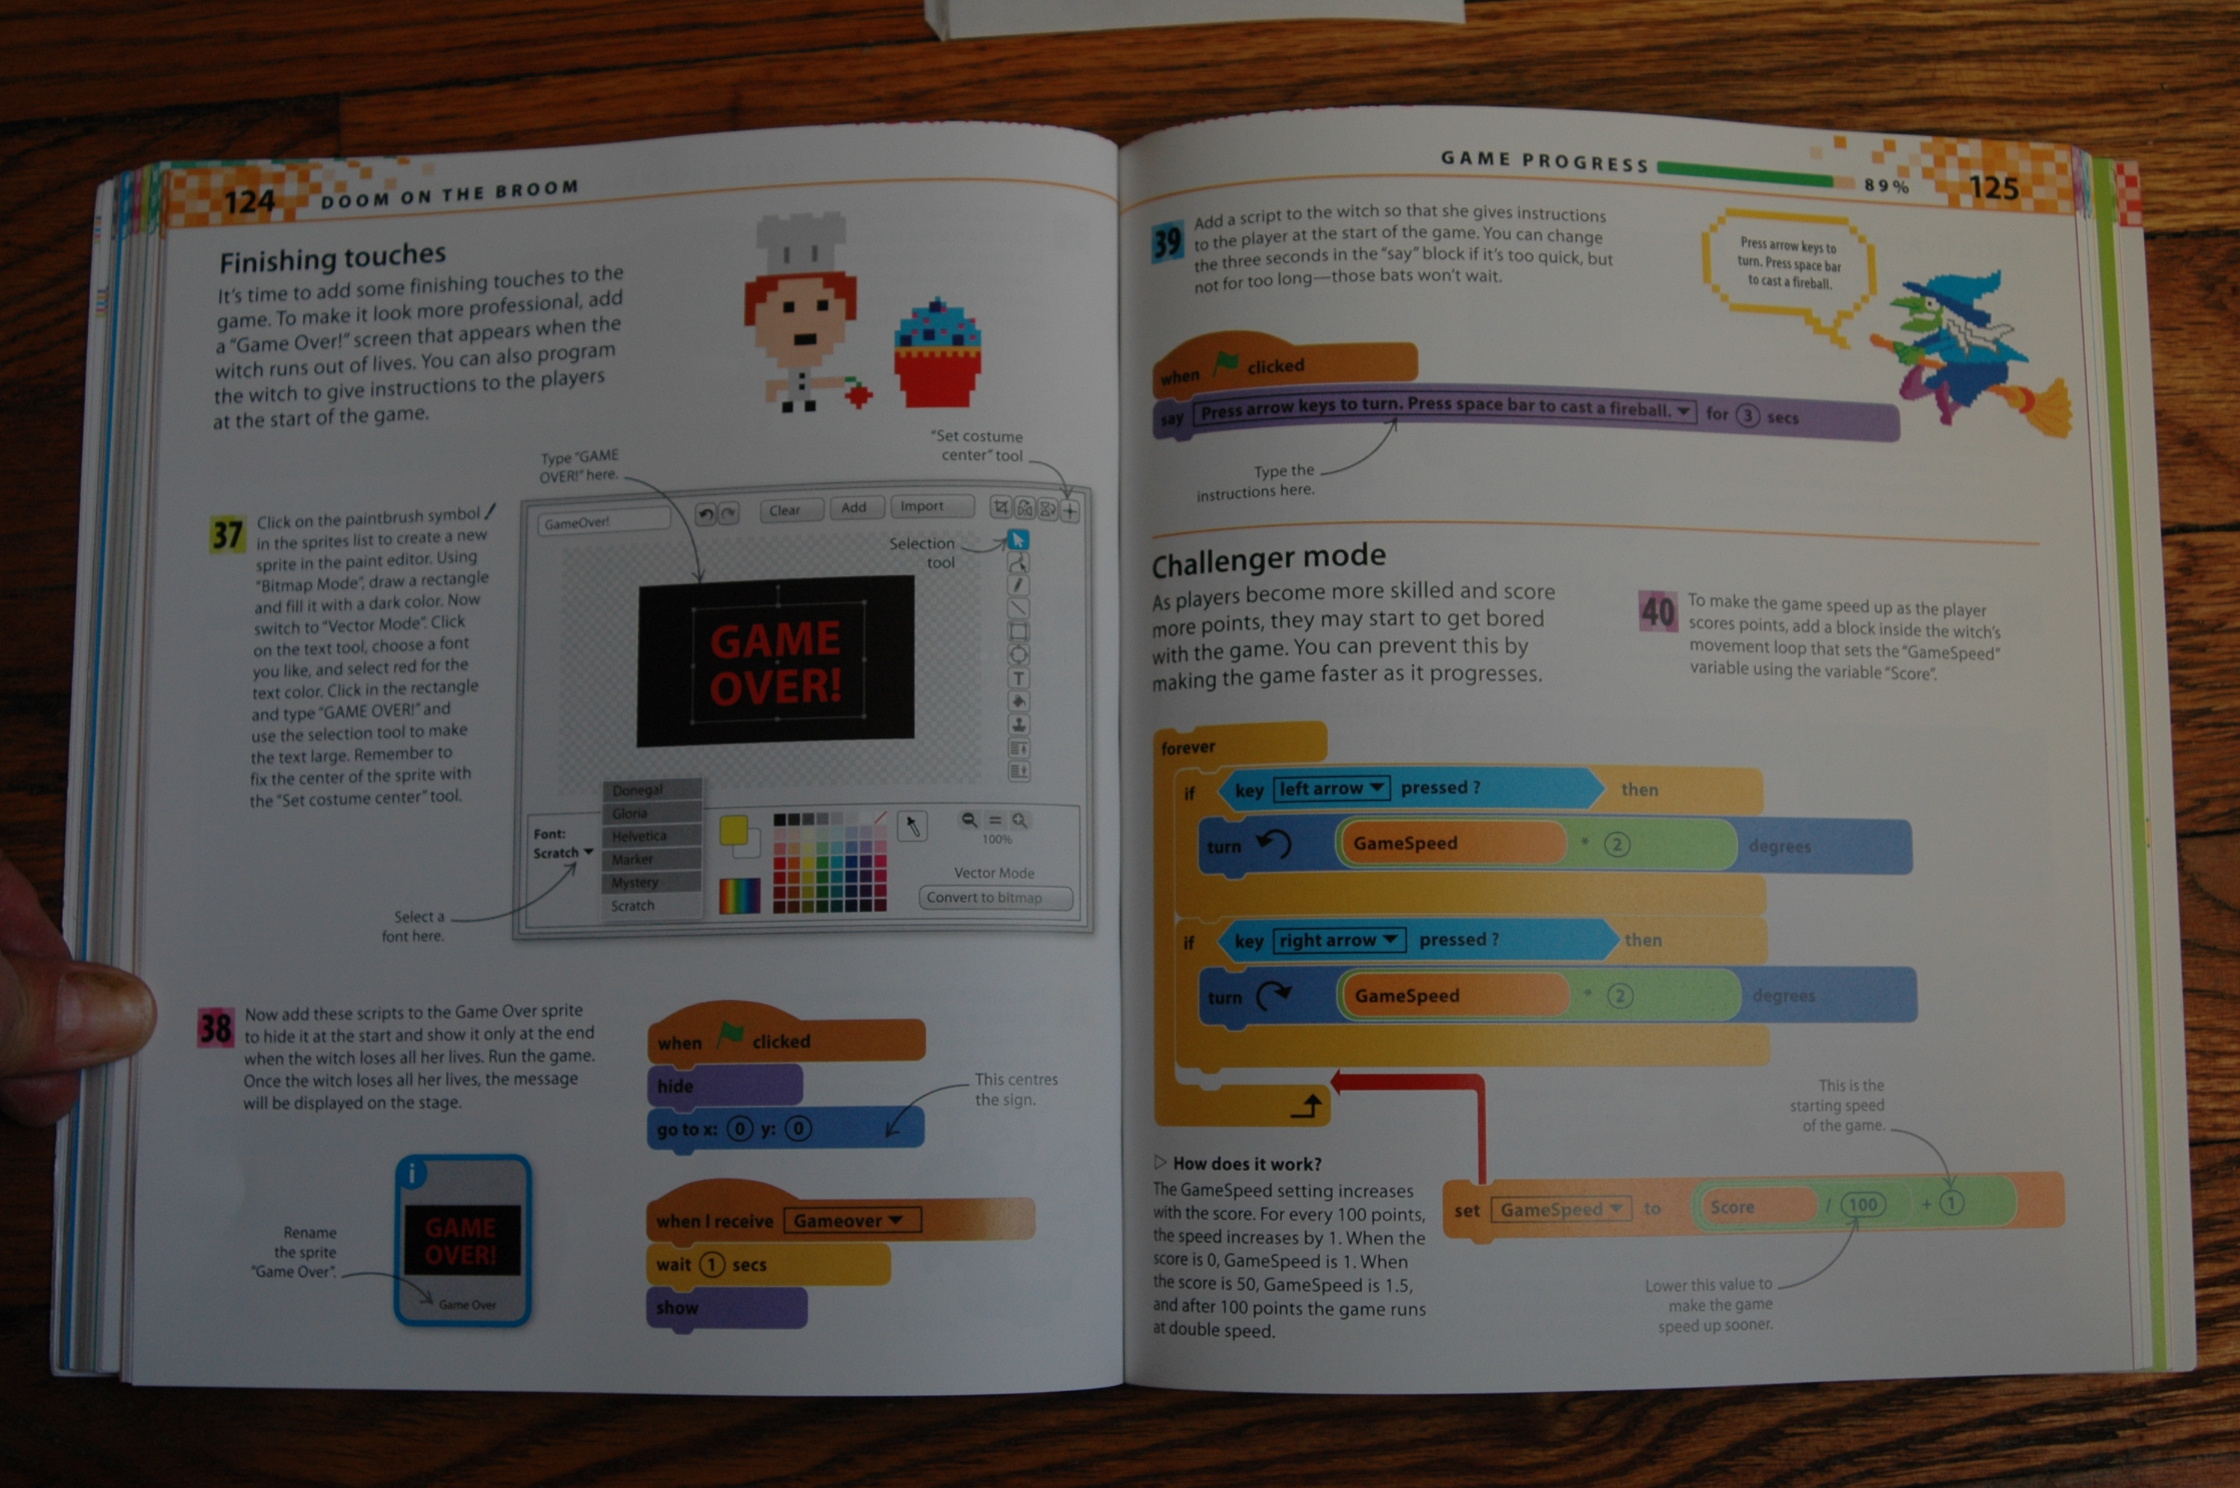 124 DOOM ON THE BROOM
Finishing touches
It's time to add some finishing touches to the
game. To make it look more professional, add
a "Game Over!" screen that appears when the
witch runs out of lives. You can also program
the witch to give instructions to the players
at the start of the game.
37
Click on the paintbrush symbol
in the sprites list to create a new
sprite in the paint editor. Using
"Bitmap Mode", draw a rectangle
and fill it with a dark color. Now
switch to "Vector Mode". Click
on the text tool, choose a font
you like, and select red for the
text color. Click in the rectangle
and type "GAME OVER!" and
use the selection tool to make
the text large. Remember to
fix the center of the sprite with
the "Set costume center" tool.
Type "GAME
OVER!" here.
"Set costume
center" tool
GameOver!
Clear
Add
Import
Selection
tool
GAME
OVER!
T
Font:
Scratch
Donegal
Gloria
Helvetica
Marker
Mystery
Scratch
100%
Vector Mode
Convert to bitmap
Select a
font here.
38
Now add these scripts to the Game Over sprite
to hide it at the start and show it only at the end
when the witch loses all her lives. Run the game.
Once the witch loses all her lives, the message
will be displayed on the stage.
Rename
the sprite
"Game Over".
i
GAME
OVER!
Game Over
when clicked
hide
go to x: 0 y: 0
This centres
the sign.
when I receive Gameover
wait 1 secs
show
GAME PROGRESS 89% 125
39
Add a script to the witch so that she gives instructions
to the player at the start of the game. You can change
the three seconds in the "say" block if it's too quick, but
not for too long—those bats won't wait.
Press arrow keys to
turn. Press space bar
to cast a fireball.
when clicked
say Press arrow keys to turn. Press space bar to cast a fireball. for 3 secs
Type the
instructions here.
Challenger mode
As players become more skilled and score
more points, they may start to get bored
with the game. You can prevent this by
making the game faster as it progresses.
40
To make the game speed up as the player
scores points, add a block inside the witch's
movement loop that sets the "GameSpeed"
variable using the variable "Score".
forever
if key left arrow pressed ? then
turn GameSpeed * 2 degrees
if key right arrow pressed ? then
turn GameSpeed * 2 degrees
This is the
starting speed
of the game.
How does it work?
The GameSpeed setting increases
with the score. For every 100 points,
the speed increases by 1. When the
score is 0, GameSpeed is 1. When
the score is 50, GameSpeed is 1.5,
and after 100 points the game runs
at double speed.
set GameSpeed to Score / 100 + 1
Lower this value to
make the game
speed up sooner.